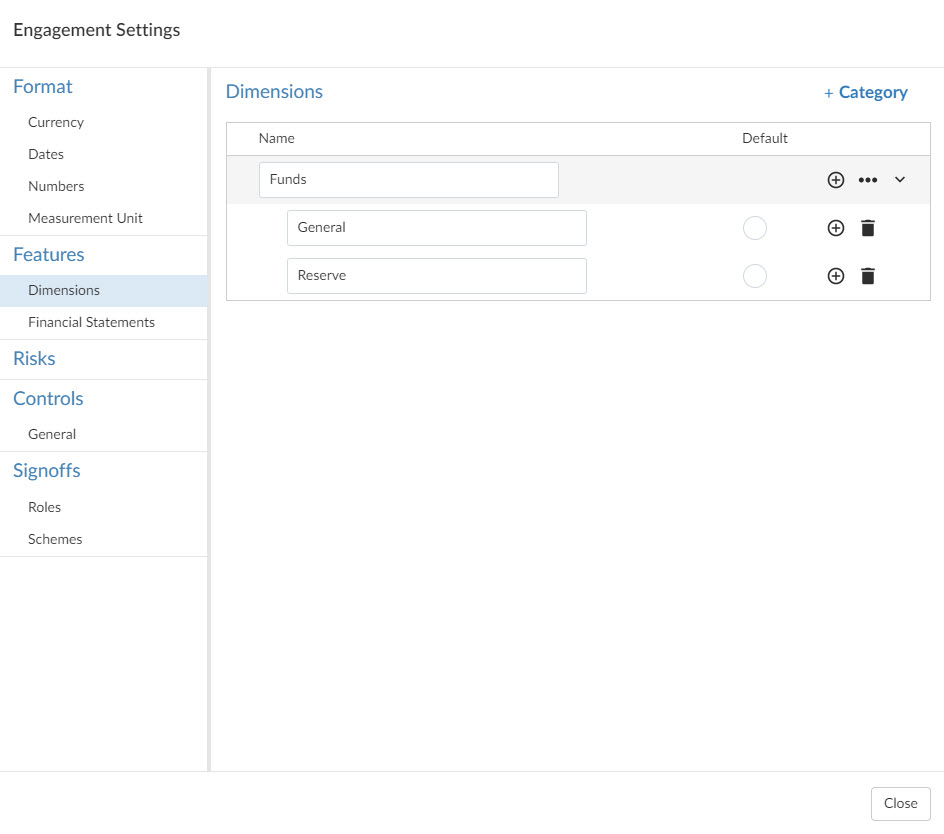 Engagement Settings
Format
Currency
Dates
Numbers
Measurement Unit
Features
Dimensions
Financial Statements
Risks
Controls
General
Signoffs
Roles
Schemes
Dimensions
+ Category
Name Default
Funds
General
Reserve
Close